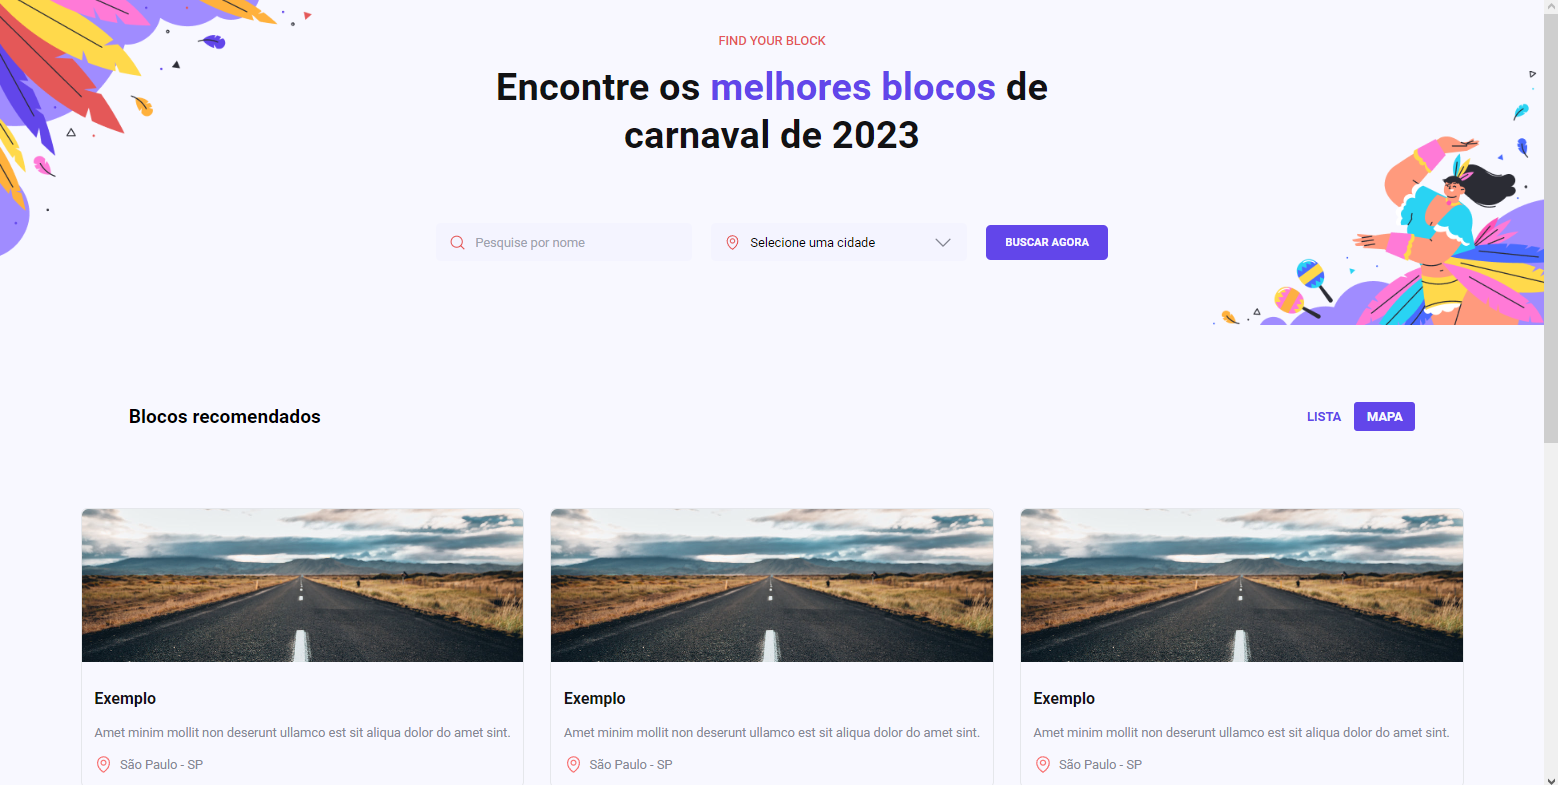 FIND YOUR BLOCK
Encontre os melhores blocos de
carnaval de 2023
Pesquise por nome
Selecione uma cidade
BUSCAR AGORA
Blocos recomendados
LISTA
MAPA
Exemplo
Amet minim mollit non deserunt ullamco est sit aliqua dolor do amet sint.
São Paulo - SP
Exemplo
Amet minim mollit non deserunt ullamco est sit aliqua dolor do amet sint.
São Paulo - SP
Exemplo
Amet minim mollit non deserunt ullamco est sit aliqua dolor do amet sint.
São Paulo - SP